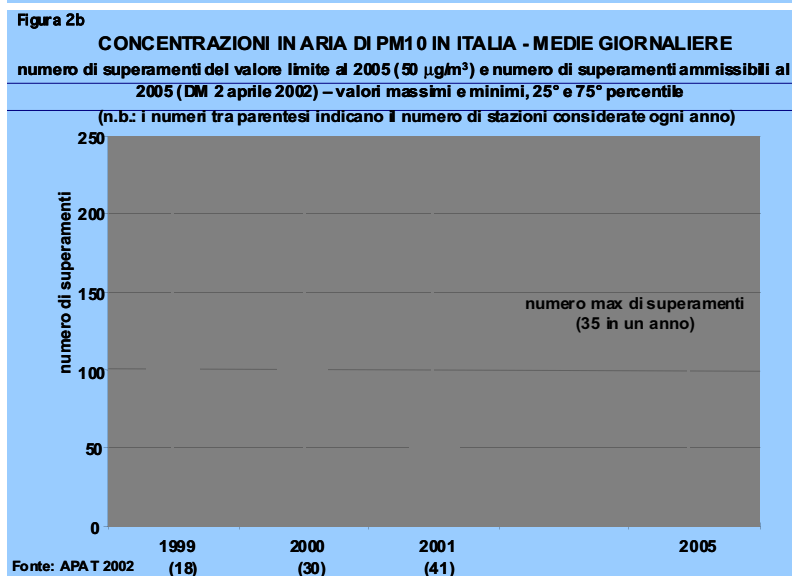 Figura 2b
CONCENTRAZIONI IN ARIA DI PM10 IN ITALIA - MEDIE GIORNALIERE
numero di superamenti del valore limite al 2005 (50 µg/m³) e numero di superamenti ammissibili al
2005 (DM 2 aprile 2002) – valori massimi e minimi, 25° e 75° percentile
(n.b.: i numeri tra parentesi indicano il numero di stazioni considerate ogni anno)
numero di superamenti
250
200
150
100
50
0
numero max di superamenti
(35 in un anno)
1999 2000 2001 2005
(18) (30) (41)
Fonte: APAT 2002